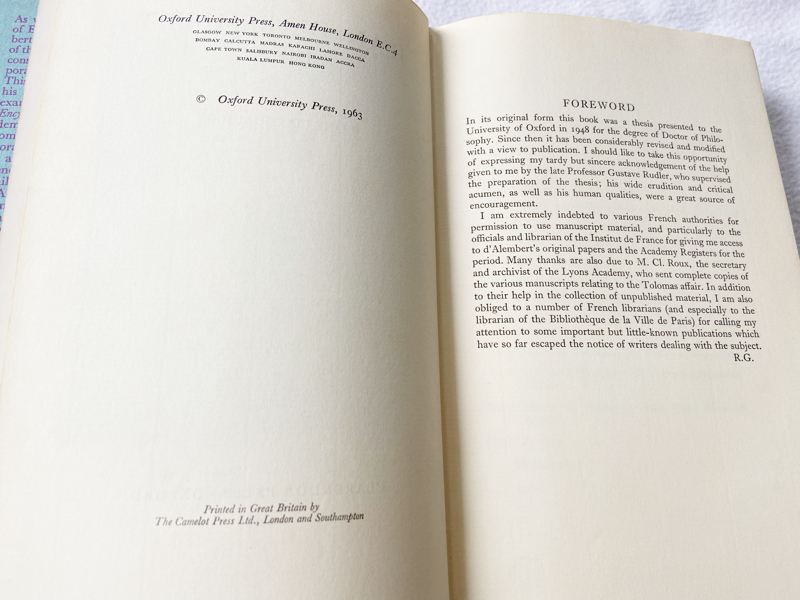 As
of E
bert
of th
cons
pora
This
his
exa
Ency
dem
ora
a
Oxford University Press, Amen House, London E.C.4
GLASGOW NEW YORK TORONTO MELBOURNE WELLINGTON
BOMBAY CALCUTTA MADRAS KARACHI LAHORE DACCA
CAPE TOWN SALISBURY NAIROBI IBADAN ACCRA
KUALA LUMPUR HONG KONG
© Oxford University Press, 1963
Printed in Great Britain by
The Camelot Press Ltd., London and Southampton
FOREWORD
In its original form this book was a thesis presented to the
University of Oxford in 1948 for the degree of Doctor of Philo-
sophy. Since then it has been considerably revised and modified
with a view to publication. I should like to take this opportunity
of expressing my tardy but sincere acknowledgement of the help
given to me by the late Professor Gustave Rudler, who supervised
the preparation of the thesis; his wide erudition and critical
acumen, as well as his human qualities, were a great source of
encouragement.
I am extremely indebted to various French authorities for
permission to use manuscript material, and particularly to the
officials and librarian of the Institut de France for giving me access
to d'Alembert's original papers and the Academy Registers for the
period. Many thanks are also due to M. Cl. Roux, the secretary
and archivist of the Lyons Academy, who sent complete copies of
the various manuscripts relating to the Tolomas affair. In addition
to their help in the collection of unpublished material, I am also
obliged to a number of French librarians (and especially to the
librarian of the Bibliothèque de la Ville de Paris) for calling my
attention to some important but little-known publications which
have so far escaped the notice of writers dealing with the subject.
R.G.